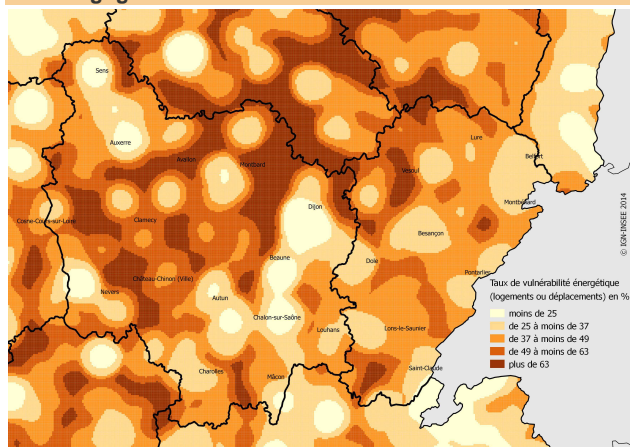 Sens
Auxerre
Avallon
Montbard
Lure
Belfort
Vesoul
Montbéliard
Dijon
Clamecy
Cosne-Cours-sur-Loire
Besançon
Beaune
Dole
Pontarlier
Château-Chinon (Ville)
Nevers
Autun
Chalon-sur-Saône
Louhans
Lons-le-Saunier
Charolles
Mâcon
Saint-Claude
© IGN-INSEE 2014
Taux de vulnérabilité énergétique
(logements ou déplacements) en %
moins de 25
de 25 à moins de 37
de 37 à moins de 49
de 49 à moins de 63
plus de 63